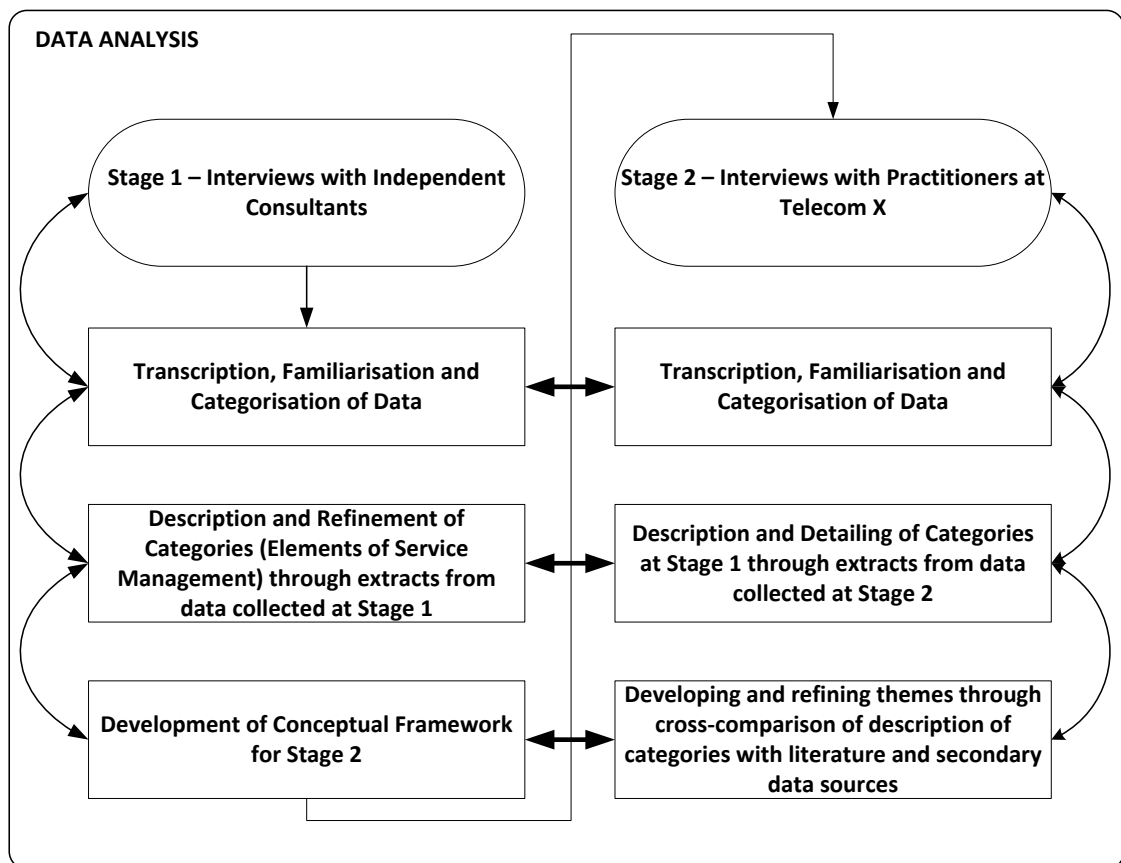 DATA ANALYSIS
Stage 1 – Interviews with Independent
Consultants
Stage 2 – Interviews with Practitioners at
Telecom X
Transcription, Familiarisation and
Categorisation of Data
Transcription, Familiarisation and
Categorisation of Data
Description and Refinement of
Categories (Elements of Service
Management) through extracts from
data collected at Stage 1
Description and Detailing of Categories
at Stage 1 through extracts from data
collected at Stage 2
Development of Conceptual Framework
for Stage 2
Developing and refining themes through
cross-comparison of description of
categories with literature and secondary
data sources